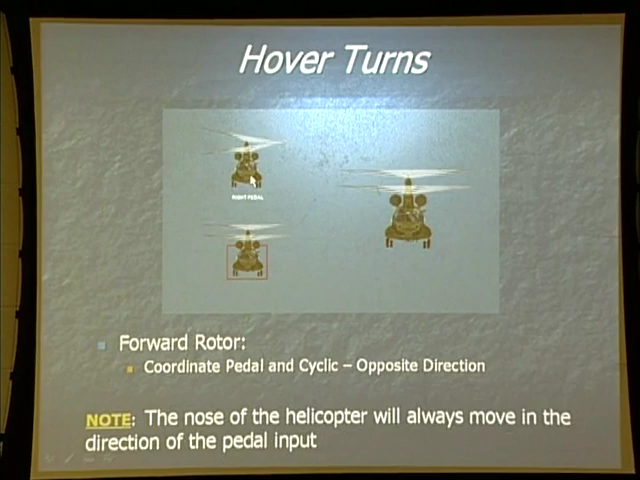 Hover Turns
RIGHT PEDAL
Forward Rotor:
Coordinate Pedal and Cyclic – Opposite Direction
NOTE: The nose of the helicopter will always move in the
direction of the pedal input